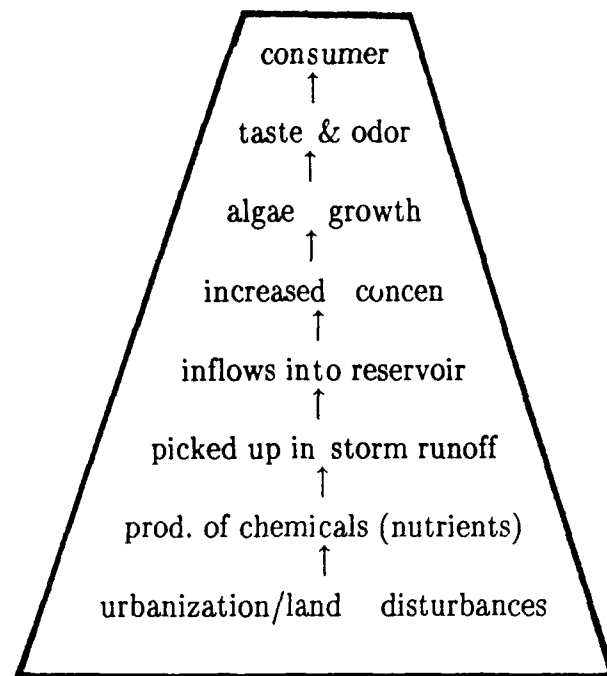 consumer
↑
taste & odor
↑
algae growth
↑
increased concen
↑
inflows into reservoir
↑
picked up in storm runoff
↑
prod. of chemicals (nutrients)
↑
urbanization/land disturbances